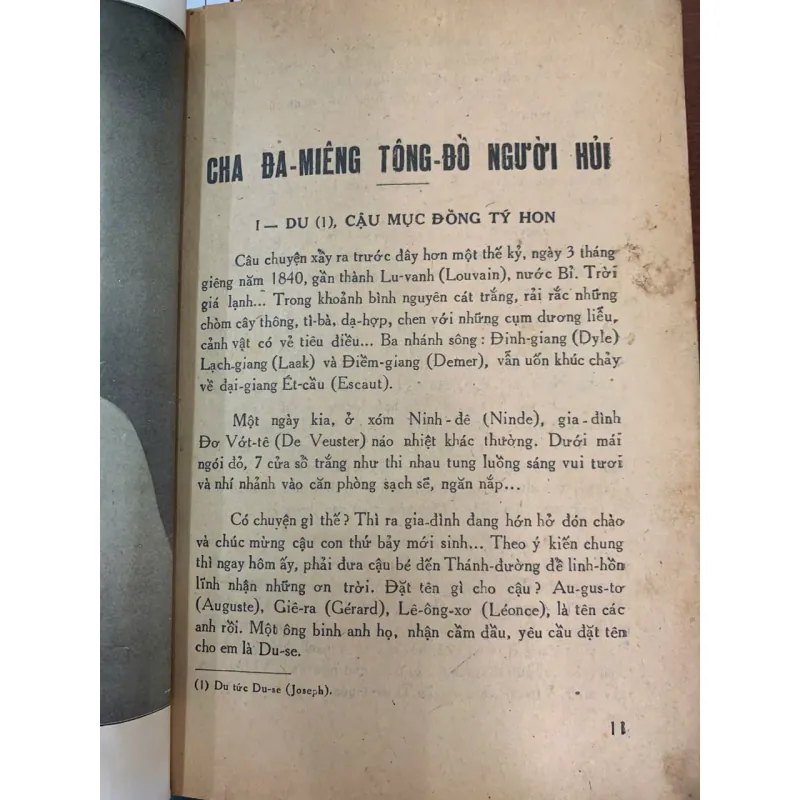 CHA ĐA-MIÊNG TÔNG-ĐỒ NGƯỜI HỦI
I — DU (1), CẬU MỤC ĐỒNG TÝ HON
Câu chuyện xẩy ra trước đây hơn một thế kỷ, ngày 3 tháng
giêng năm 1840, gần thành Lu-vanh (Louvain), nước Bỉ. Trời
giá lạnh... Trong khoảnh bình nguyên cát trắng, rải rắc những
chòm cây thông, tì-bà, dạ-hợp, chen với những cụm dương liễu,
cảnh vật có vẻ tiêu điều... Ba nhánh sông : Đinh-giang (Dyle)
Lạch-giang (Laak) và Điềm-giang (Demer), vẫn uốn khúc chảy
về đại-giang Ét-cầu (Escaut).
Một ngày kia, ở xóm Ninh-đê (Ninde), gia-đình
Đơ Vớt-tê (De Veuster) náo nhiệt khác thường. Dưới mái
ngói đỏ, 7 cửa sổ trắng như thi nhau tung luồng sáng vui tươi
và nhí nhảnh vào căn phòng sạch sẽ, ngăn nắp...
Có chuyện gì thế ? Thì ra gia-đình đang hớn hở đón chào
và chúc mừng cậu con thứ bảy mới sinh... Theo ý kiến chung
thì ngay hôm ấy, phải đưa cậu bé đến Thánh-đường để linh-hồn
lĩnh nhận những ơn trời. Đặt tên gì cho cậu ? Au-gus-tơ
(Auguste), Giê-ra (Gérard), Lê-ông-xơ (Léonce), là tên các
anh rồi. Một ông binh anh họ, nhận cầm đầu, yêu cầu đặt tên
cho em là Du-se.
(1) Du tức Du-se (Joseph).
11